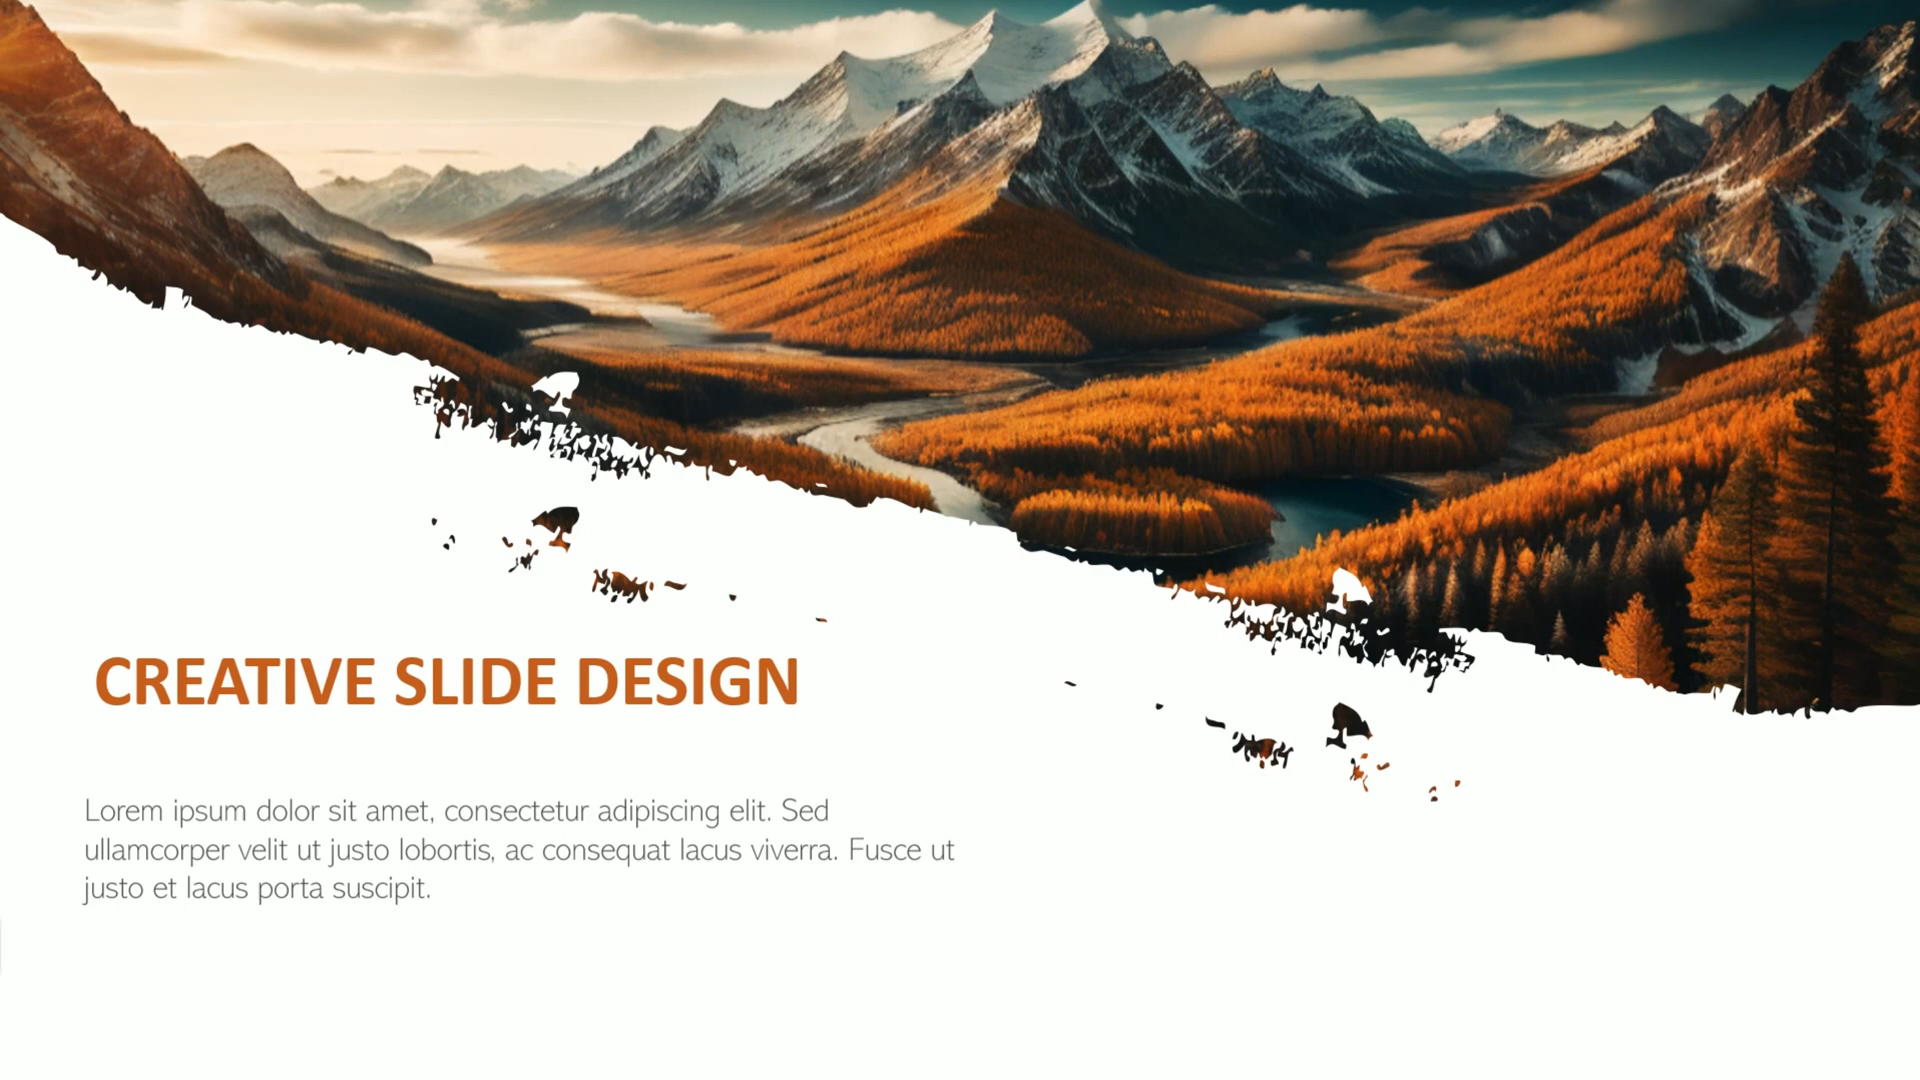 CREATIVE SLIDE DESIGN
Lorem ipsum dolor sit amet, consectetur adipiscing elit. Sed
ullamcorper velit ut justo lobortis, ac consequat lacus viverra. Fusce ut
justo et lacus porta suscipit.